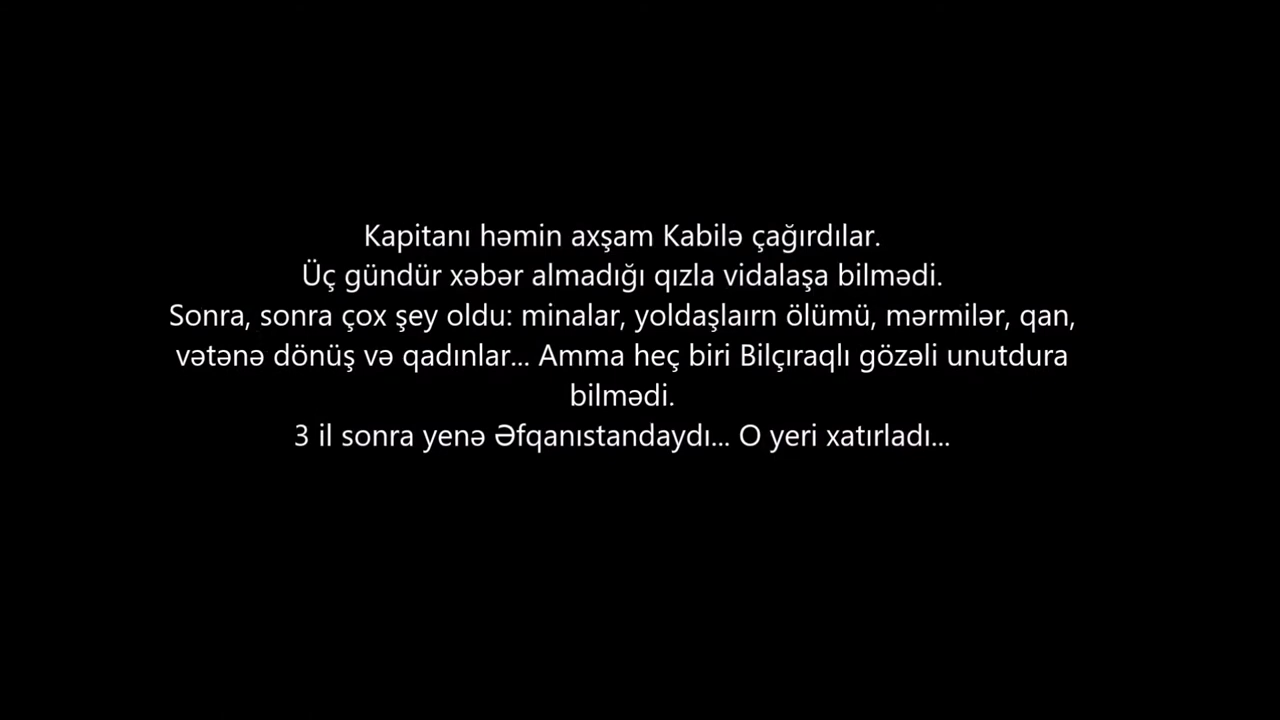 Kapitanı həmin axşam Kabilə çağırdılar.
Üç gündür xəbər almadığı qızla vidalaşa bilmədi.
Sonra, sonra çox şey oldu: minalar, yoldaşlaırn ölümü, mərmilər, qan,
vətənə dönüş və qadınlar... Amma heç biri Bilçıraqlı gözəli unutdura
bilmədi.
3 il sonra yenə Əfqanıstandaydı... O yeri xatırladı...